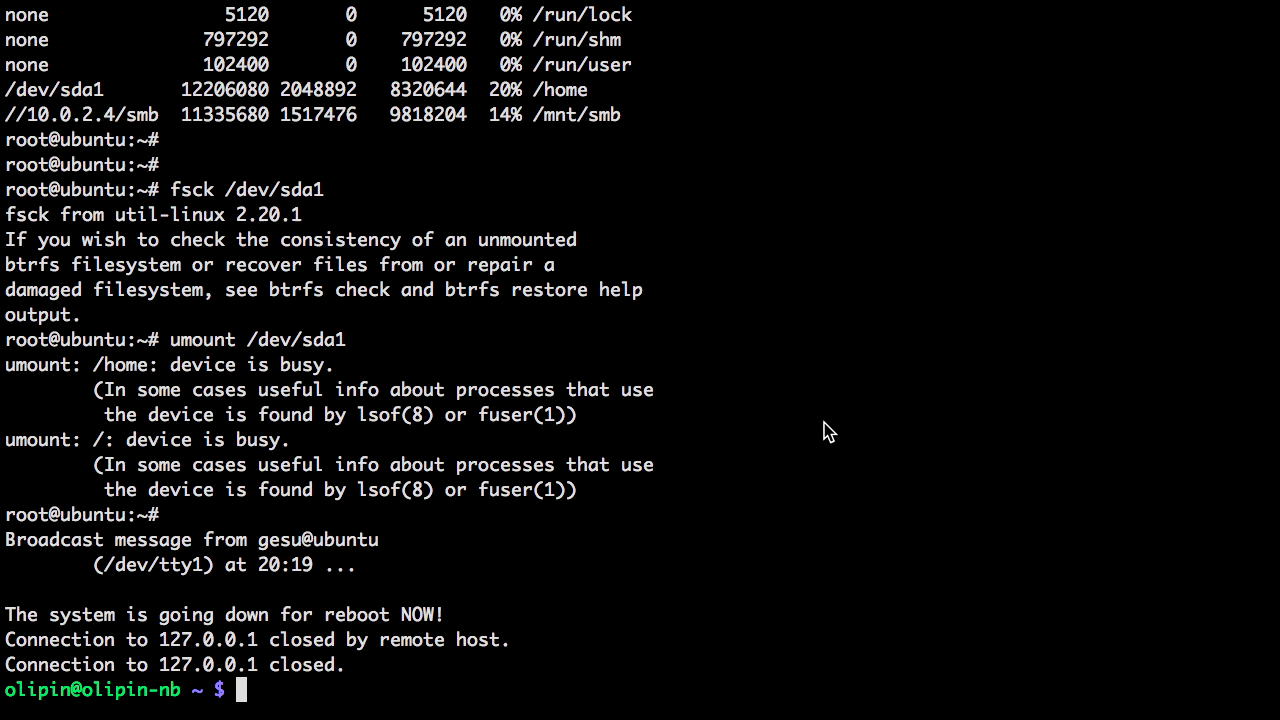 none                5120       0      5120   0% /run/lock
none              797292       0    797292   0% /run/shm
none              102400       0    102400   0% /run/user
/dev/sda1       12206080 2048892   8320644  20% /home
//10.0.2.4/smb  11335680 1517476   9818204  14% /mnt/smb
root@ubuntu:~#
root@ubuntu:~#
root@ubuntu:~# fsck /dev/sda1
fsck from util-linux 2.20.1
If you wish to check the consistency of an unmounted
btrfs filesystem or recover files from or repair a
damaged filesystem, see btrfs check and btrfs restore help
output.
root@ubuntu:~# umount /dev/sda1
umount: /home: device is busy.
        (In some cases useful info about processes that use
         the device is found by lsof(8) or fuser(1))
umount: /: device is busy.
        (In some cases useful info about processes that use
         the device is found by lsof(8) or fuser(1))
root@ubuntu:~#
Broadcast message from gesu@ubuntu
        (/dev/tty1) at 20:19 ...

The system is going down for reboot NOW!
Connection to 127.0.0.1 closed by remote host.
Connection to 127.0.0.1 closed.
olipin@olipin-nb ~ $